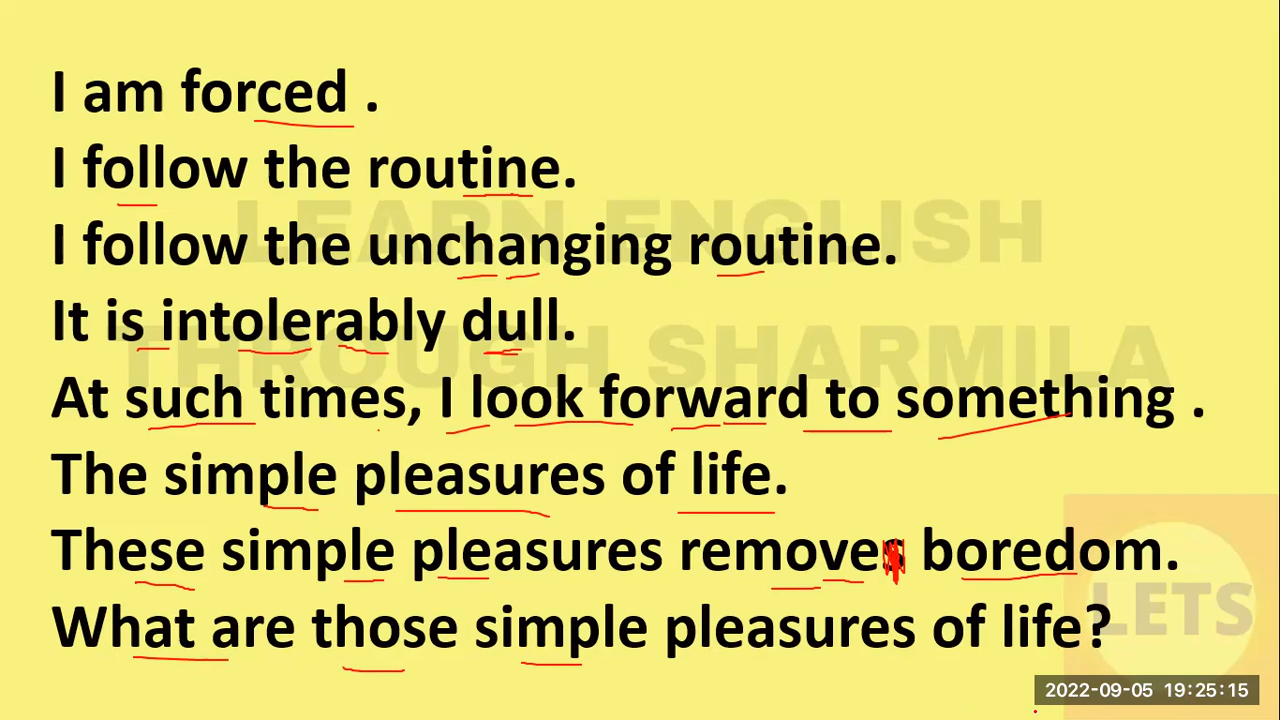 I am forced .
I follow the routine.
I follow the unchanging routine.
It is intolerably dull.
At such times, I look forward to something .
The simple pleasures of life.
These simple pleasures removes boredom.
What are those simple pleasures of life?
LEARN ENGLISH
THROUGH SHARMILA
LETS
2022-09-05 19:25:15